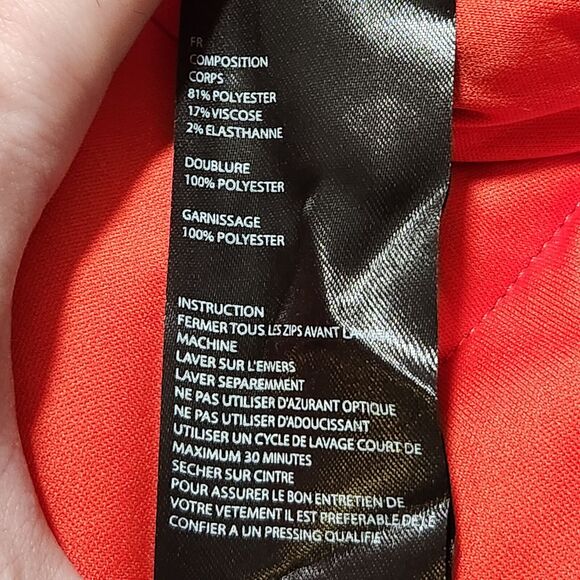 FR
COMPOSITION
CORPS
81% POLYESTER
17% VISCOSE
2% ELASTHANNE
DOUBLURE
100% POLYESTER
GARNISSAGE
100% POLYESTER
INSTRUCTION
FERMER TOUS LES ZIPS AVANT
MACHINE
LAVER SUR L'ENVERS
LAVER SEPAREMMENT
NE PAS UTILISER D'AZURANT OPTIQUE
NE PAS UTILISER D'ADOUCISSANT
UTILISER UN CYCLE DE LAVAGE COURT DE
MAXIMUM 30 MINUTES
SECHER SUR CINTRE
POUR ASSURER LE BON ENTRETIEN DE
VOTRE VETEMENT IL EST PREFERABLE DE LE
CONFIER A UN PRESSING QUALIFIE